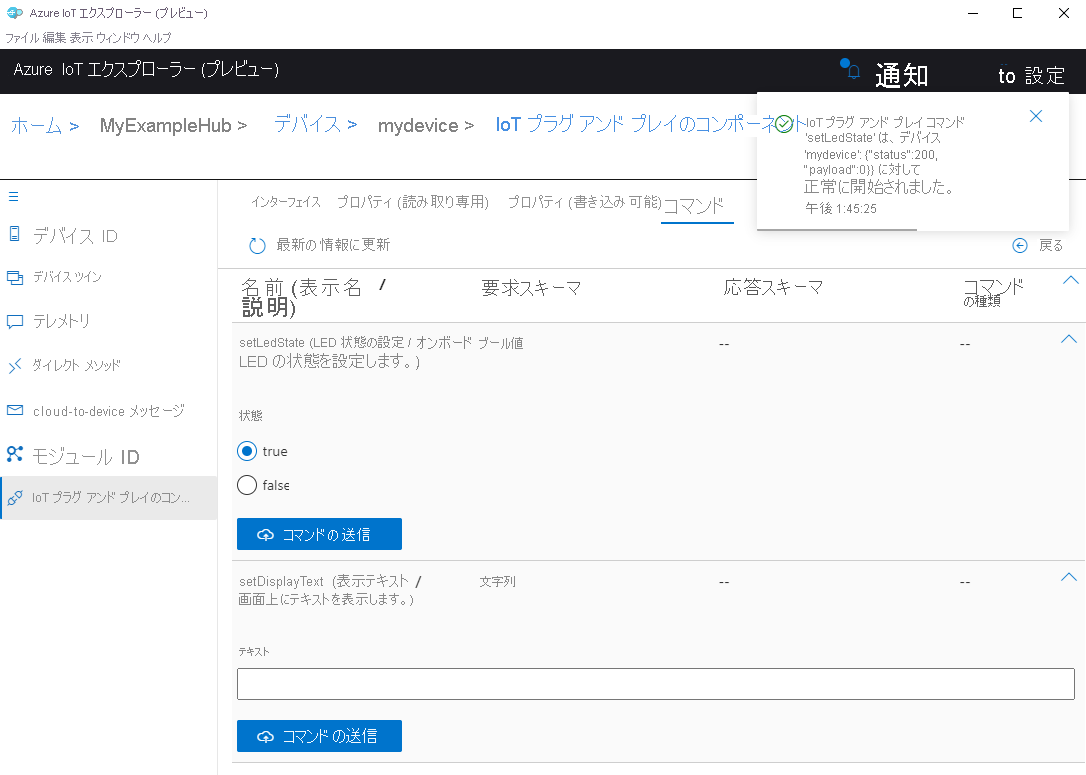 Azure IoT エクスプローラー (プレビュー)
ファイル 編集 表示 ウィンドウ ヘルプ
Azure IoT エクスプローラー (プレビュー)
通知
to 設定
ホーム > MyExampleHub > デバイス > mydevice > IoT プラグ アンド プレイのコンポーネント
IoT プラグ アンド プレイ コマンド
'setLedState' は、デバイス
'mydevice': {"status":200,
"payload":0}} に対して
正常に開始されました。
午後 1:45:25
デバイス ID
デバイス ツイン
テレメトリ
ダイレクト メソッド
cloud-to-device メッセージ
モジュール ID
IoT プラグ アンド プレイのコン...
インターフェイス プロパティ (読み取り専用) プロパティ (書き込み可能) コマンド
最新の情報に更新
戻る
名前 (表示名 /
説明)
要求スキーマ
応答スキーマ
コマンド
の種類
setLedState (LED 状態の設定 / オンボード ブール値
LED の状態を設定します。)
--
--
状態
true
false
コマンドの送信
setDisplayText (表示テキスト / 文字列
画面上にテキストを表示します。)
--
--
テキスト
コマンドの送信